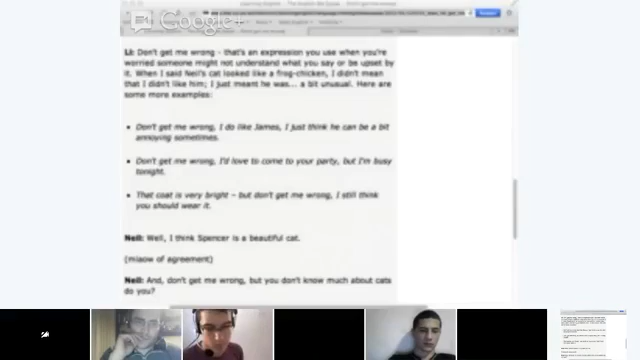 Google+
Li: Don't get me wrong - that's an expression you use when you're
worried someone might not understand what you say or be upset by
it. When I said Neil's cat looked like a frog-chicken, I didn't mean
that I didn't like him; I just meant he was... a bit unusual. Here are
some more examples:
Don't get me wrong, I do like James, I just think he can be a bit
annoying sometimes.
Don't get me wrong, I'd love to come to your party, but I'm busy
tonight.
That coat is very bright – but don't get me wrong, I still think
you should wear it.
Neil: Well, I think Spencer is a beautiful cat.
(miaow of agreement)
Neil: And, don't get me wrong, but you don't know much about cats
do you?